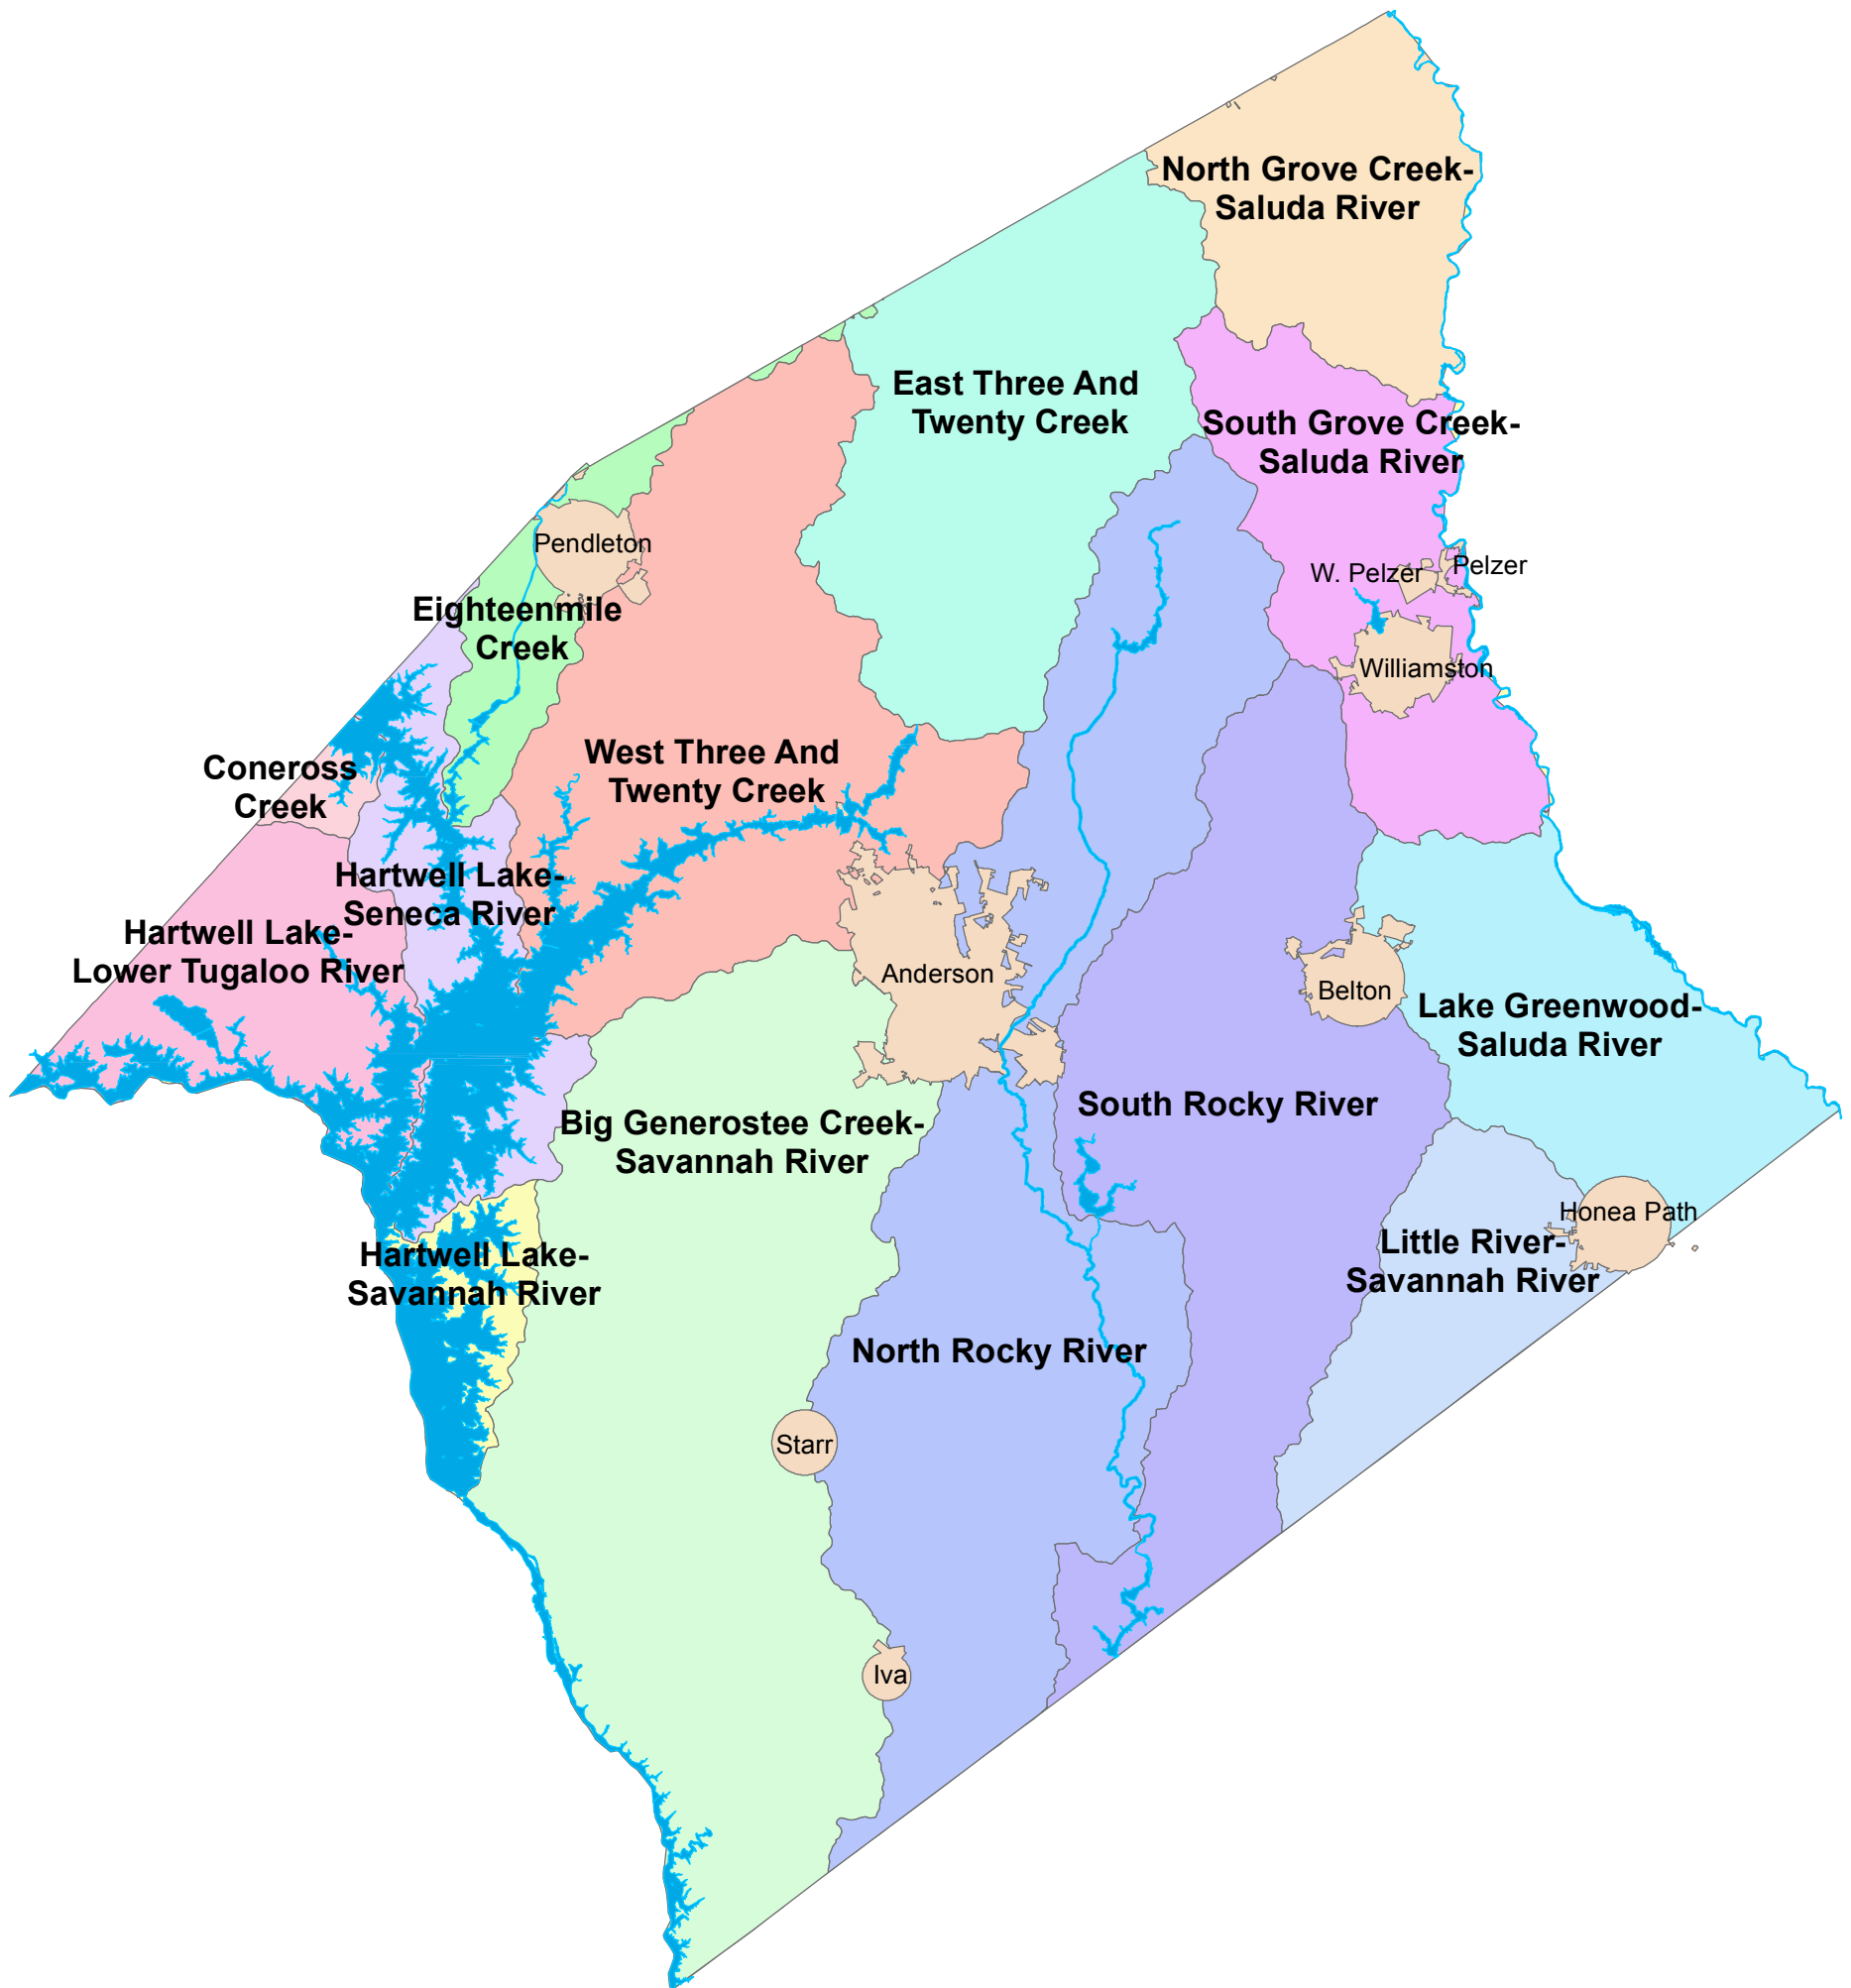 North Grove Creek-
Saluda River
East Three And
Twenty Creek
South Grove Creek-
Saluda River
Pendleton
W. Pelzer
Pelzer
Eighteenmile
Creek
Williamston
West Three And
Twenty Creek
Coneross
Creek
Hartwell Lake-
Seneca River
Hartwell Lake-
Lower Tugaloo River
Anderson
Belton
Lake Greenwood-
Saluda River
South Rocky River
Big Generostee Creek-
Savannah River
Honea Path
Little River-
Savannah River
Hartwell Lake-
Savannah River
North Rocky River
Starr
Iva